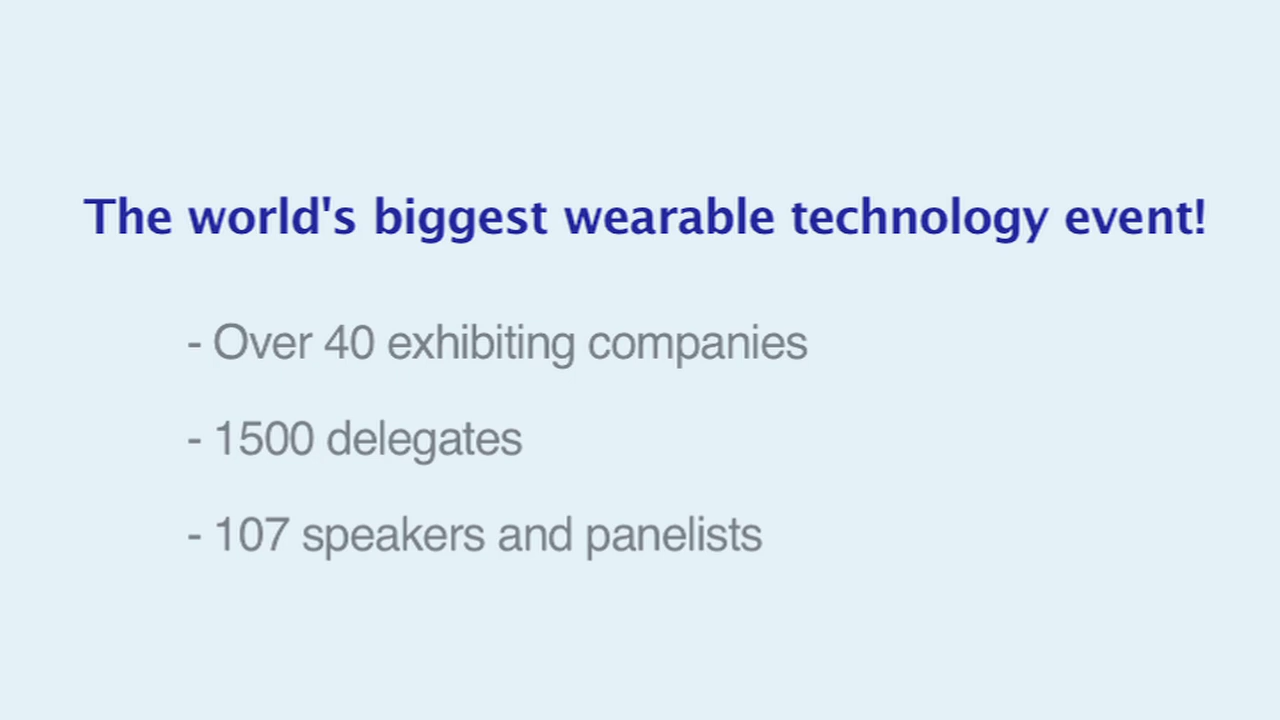 The world's biggest wearable technology event!
- Over 40 exhibiting companies
- 1500 delegates
- 107 speakers and panelists